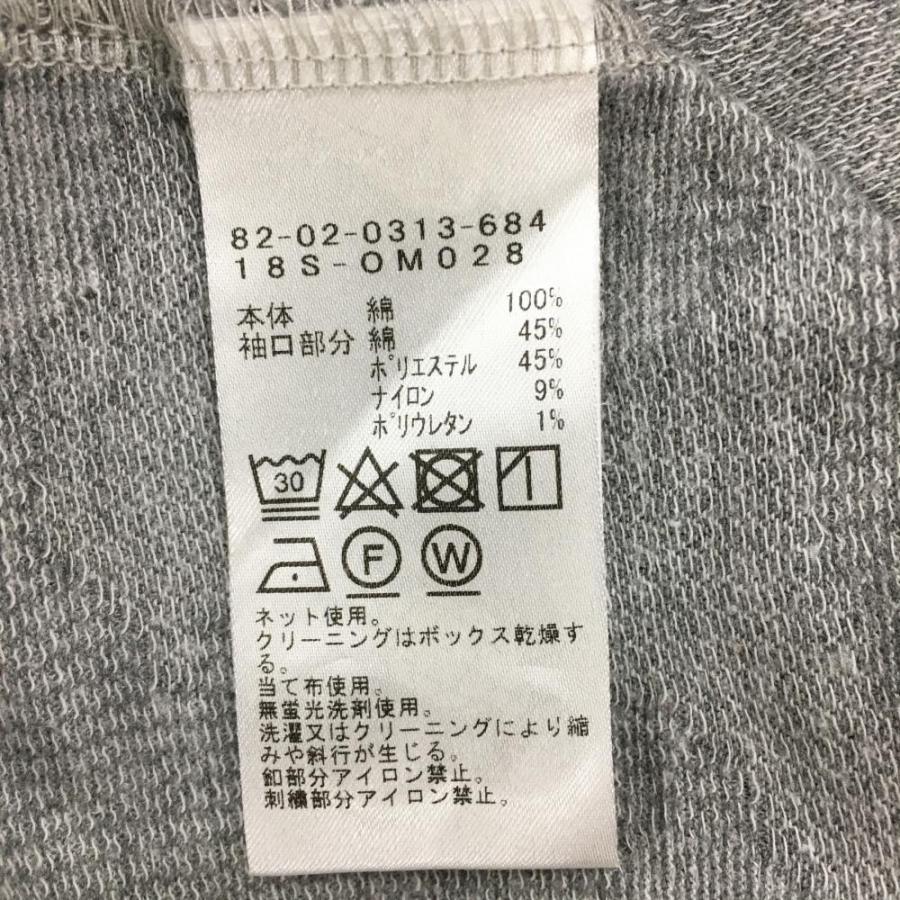 82-02-0313-684
18S-OM028
本体 綿 100%
袖口部分 綿 45%
ポリエステル 45%
ナイロン 9%
ポリウレタン 1%
30
F W
ネット使用。
クリーニングはボックス乾燥す
る。
当て布使用。
無蛍光洗剤使用。
洗濯又はクリーニングにより縮
みや斜行が生じる。
釦部分アイロン禁止。
刺繍部分アイロン禁止。